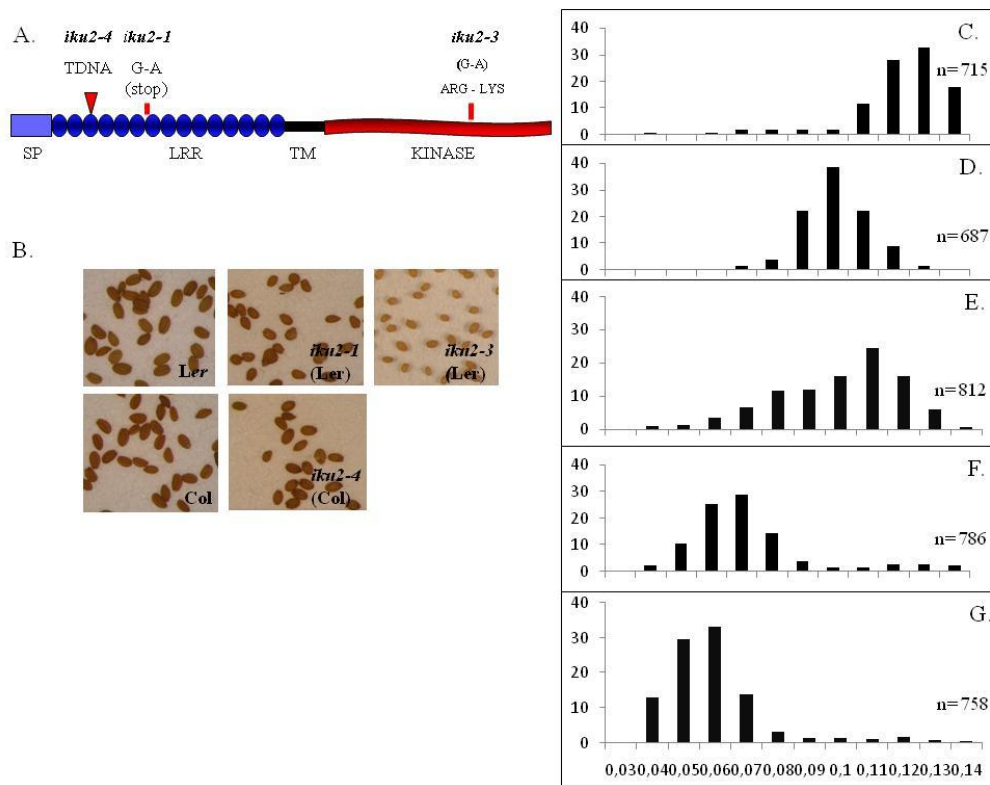 A.
iku2-4 iku2-1 iku2-3
TDNA G-A (G-A)
(stop) ARG - LYS
SP LRR TM KINASE
B.
Ler
iku2-1
(Ler)
iku2-3
(Ler)
Col
iku2-4
(Col)
40
30
20
10
0
C.
n=715
40
30
20
10
0
D.
n=687
40
30
20
10
0
E.
n=812
40
30
20
10
0
F.
n=786
40
30
20
10
0
G.
n=758
0,03 0,04 0,05 0,06 0,07 0,08 0,09 0,1 0,11 0,12 0,13 0,14